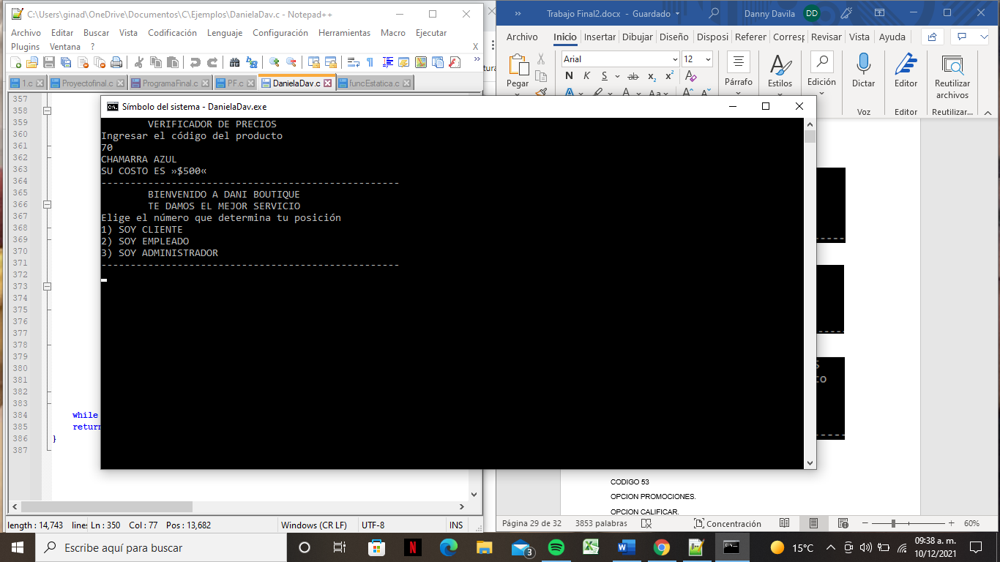 C:\Users\ginad\OneDrive\Documentos\C\Ejemplos\DanielaDav.c - Notepad++
Archivo Editar Buscar Vista Codificación Lenguaje Configuración Herramientas Macro Ejecutar
Plugins Ventana ? X
1.c Proyectofinal.c ProgramaFinal.c PF.c DanielaDav.c funcEstatica.c
Trabajo Final2.docx - Guardado Danny Davila DD
Archivo Inicio Insertar Dibujar Diseño Disposi Referer Corresp Revisar Vista Ayuda
Arial 12
N K S ab x₂ x²
Pegar
Párrafo Estilos Edición Dictar Editor Reutilizar archivos
Voz Editor Reutilizar...
Símbolo del sistema - DanielaDav.exe
VERIFICADOR DE PRECIOS
Ingresar el código del producto
70
CHAMARRA AZUL
SU COSTO ES »$500«
---------------------------------------------------
BIENVENIDO A DANI BOUTIQUE
TE DAMOS EL MEJOR SERVICIO
Elige el número que determina tu posición
1) SOY CLIENTE
2) SOY EMPLEADO
3) SOY ADMINISTRADOR
---------------------------------------------------
357
358
359
360
361
362
363
364
365
366
367
368
369
370
371
372
373
374
375
376
377
378
379
380
381
382
383
384 while
385 return
386 }
387
CODIGO 53
OPCION PROMOCIONES.
OPCION CALIFICAR.
length : 14,743 lines Ln : 350 Col : 77 Pos : 13,682 Windows (CR LF) UTF-8 INS
Página 29 de 32 3853 palabras Concentración 60%
Escribe aquí para buscar
3
15°C
09:38 a. m.
10/12/2021